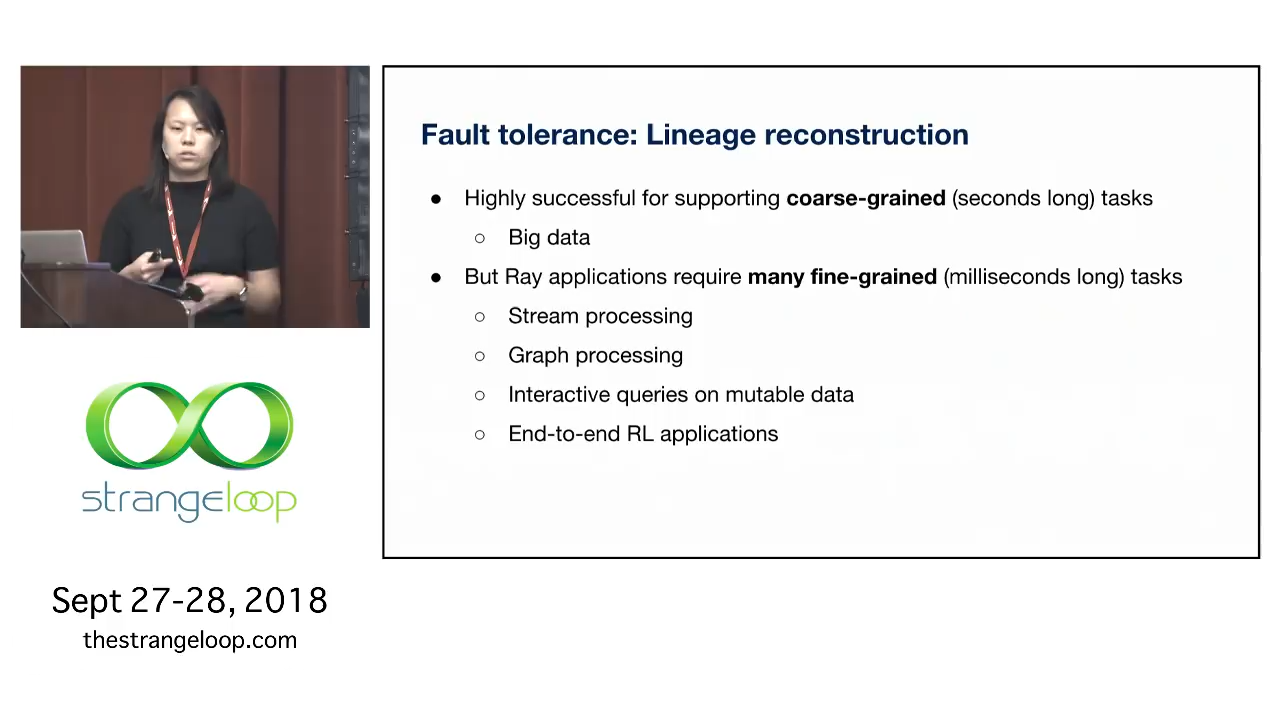 Fault tolerance: Lineage reconstruction
● Highly successful for supporting coarse-grained (seconds long) tasks
○ Big data
● But Ray applications require many fine-grained (milliseconds long) tasks
○ Stream processing
○ Graph processing
○ Interactive queries on mutable data
○ End-to-end RL applications
strangeloop
Sept 27-28, 2018
thestrangeloop.com